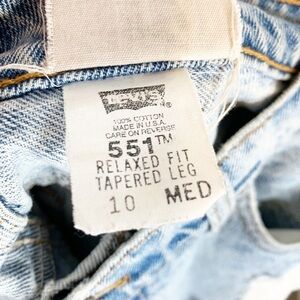 LEVI'S ®
100% COTTON
MADE IN U.S.A.
CARE ON REVERSE
551™
RELAXED FIT
TAPERED LEG
10 MED